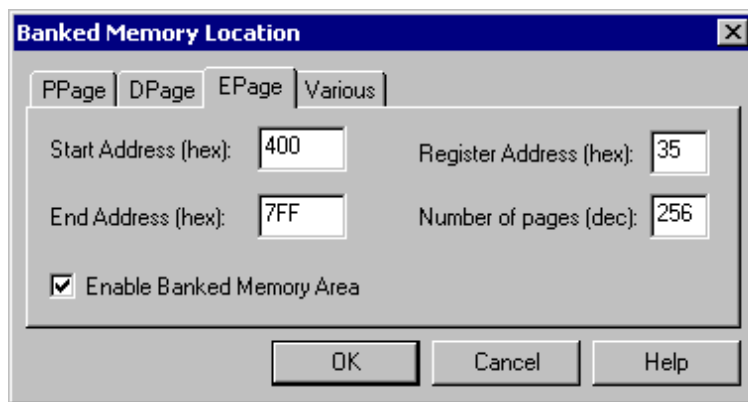 Banked Memory Location
PPage DPage EPage Various
Start Address (hex): 400 Register Address (hex): 35
End Address (hex): 7FF Number of pages (dec): 256
Enable Banked Memory Area
OK Cancel Help